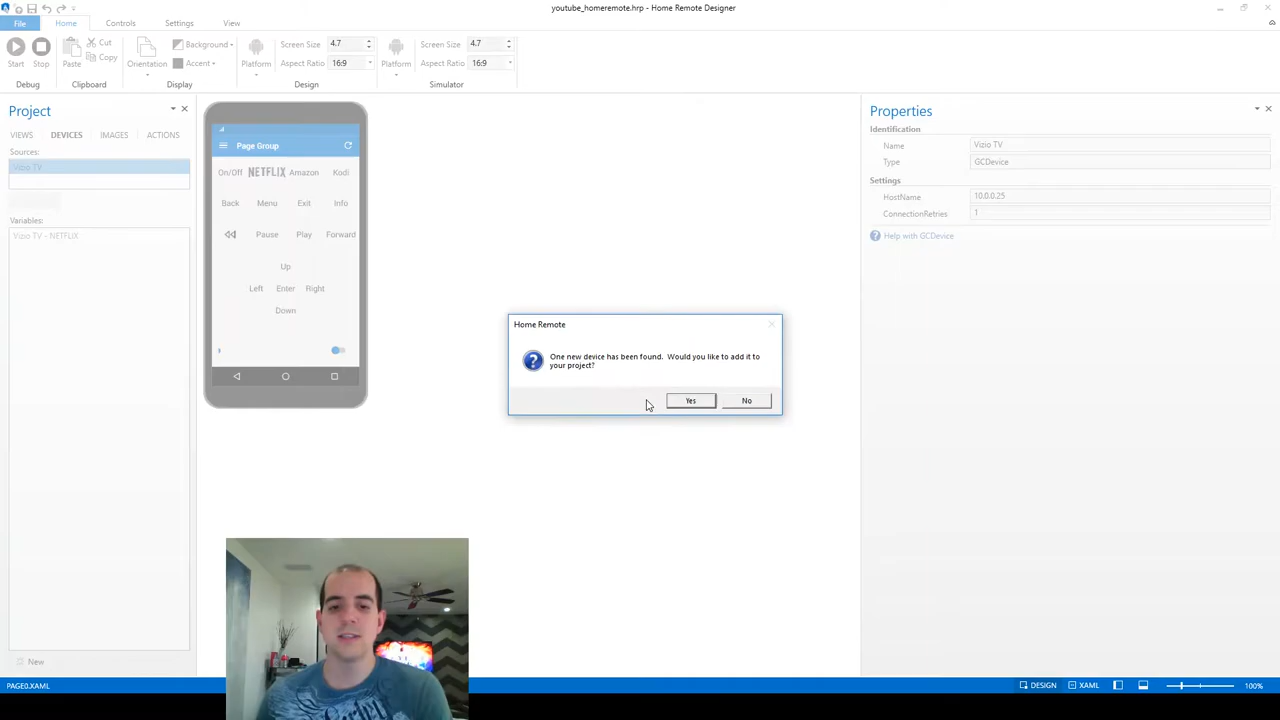 youtube_homeremote.hrp - Home Remote Designer
File
Home
Controls
Settings
View
Start
Stop
Debug
Paste
Cut
Copy
Clipboard
Orientation
Background
Accent
Display
Platform
Screen Size
4.7
Aspect Ratio
16:9
Design
Platform
Screen Size
4.7
Aspect Ratio
16:9
Simulator
Project
VIEWS
DEVICES
IMAGES
ACTIONS
Sources:
Vizio TV
Variables:
Vizio TV - NETFLIX
New
Page Group
On/Off
NETFLIX
Amazon
Kodi
Back
Menu
Exit
Info
Pause
Play
Forward
Up
Left
Enter
Right
Down
Home Remote
One new device has been found. Would you like to add it to
your project?
Yes
No
Properties
Identification
Name
Vizio TV
Type
GCDevice
Settings
HostName
10.0.0.25
ConnectionRetries
1
Help with GCDevice
PAGE0.XAML
DESIGN
XAML
100%